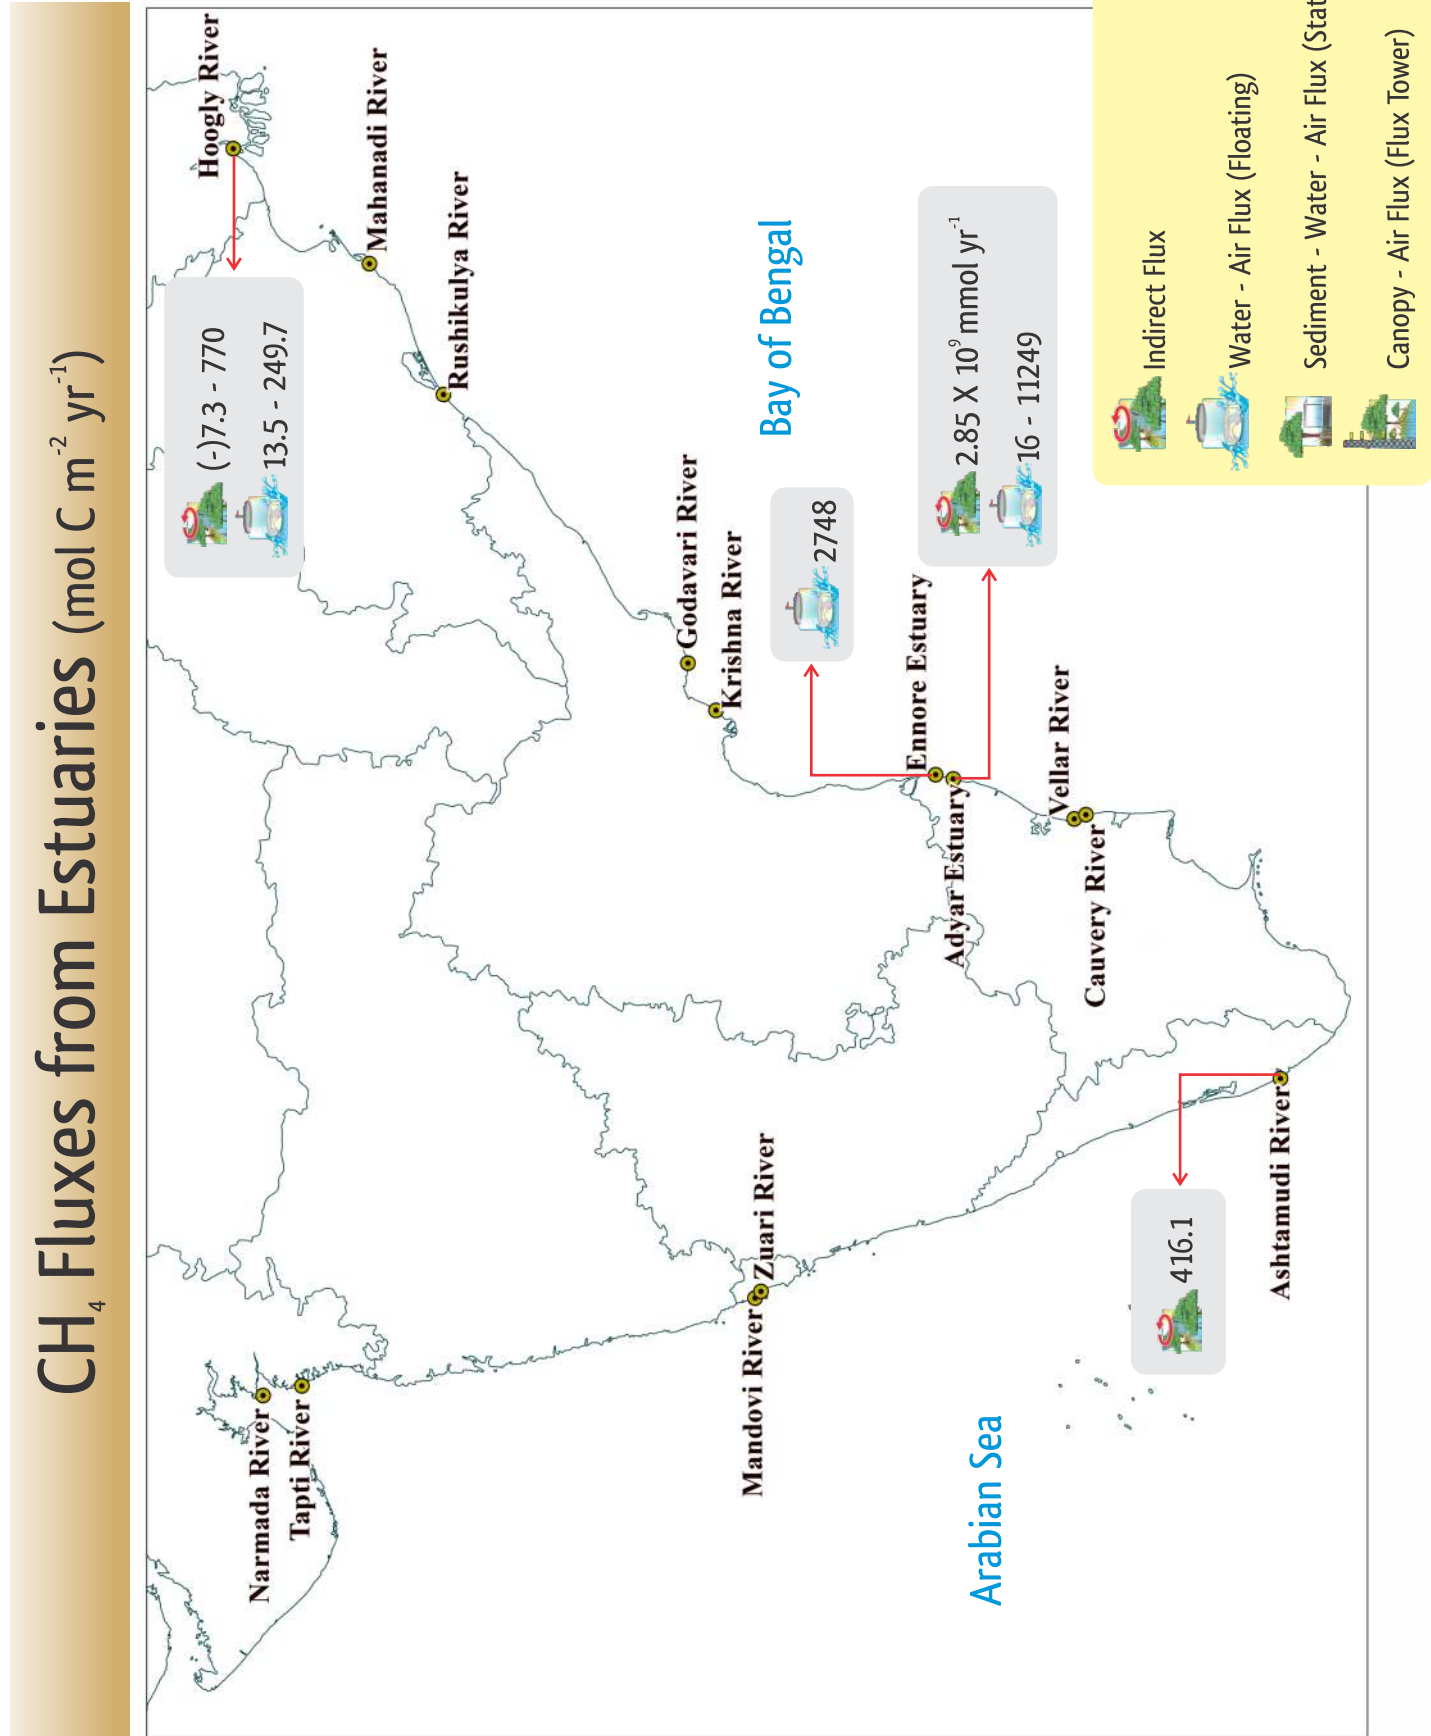 CH₄ Fluxes from Estuaries (mol C m⁻² yr⁻¹)
Narmada River
Tapti River
Hoogly River
(-)7.3 - 770
13.5 - 249.7
Mahanadi River
Rushikulya River
Godavari River
Krishna River
Bay of Bengal
Mandovi River
Zuari River
2748
Ennore Estuary
Adyar Estuary
2.85 X 10⁹ mmol yr⁻¹
16 - 11249
Arabian Sea
Vellar River
Cauvery River
416.1
Ashtamudi River
Indirect Flux
Water - Air Flux (Floating)
Sediment - Water - Air Flux (Stat
Canopy - Air Flux (Flux Tower)